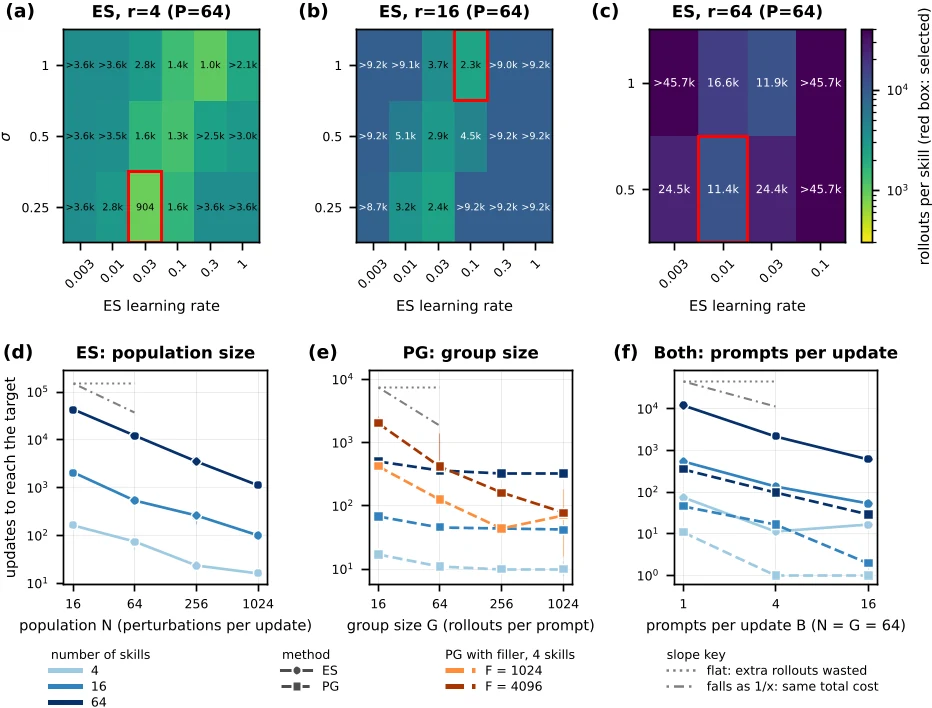 (a) ES, r=4 (P=64)
(b) ES, r=16 (P=64)
(c) ES, r=64 (P=64)
σ
1
>3.6k >3.6k 2.8k 1.4k 1.0k >2.1k
0.5
>3.6k >3.5k 1.6k 1.3k >2.5k >3.0k
0.25
>3.6k 2.8k 904 1.6k >3.6k >3.6k
0.003 0.01 0.03 0.1 0.3 1
ES learning rate
1
>9.2k >9.1k 3.7k 2.3k >9.0k >9.2k
0.5
>9.2k 5.1k 2.9k 4.5k >9.2k >9.2k
0.25
>8.7k 3.2k 2.4k >9.2k >9.2k >9.2k
0.003 0.01 0.03 0.1 0.3 1
ES learning rate
1
>45.7k 16.6k 11.9k >45.7k
0.5
24.5k 11.4k 24.4k >45.7k
0.003 0.01 0.03 0.1
ES learning rate
10⁴
10³
rollouts per skill (red box: selected)
(d) ES: population size
updates to reach the target
10⁵
10⁴
10³
10²
10¹
16 64 256 1024
population N (perturbations per update)
(e) PG: group size
10⁴
10³
10²
10¹
16 64 256 1024
group size G (rollouts per prompt)
(f) Both: prompts per update
10⁴
10³
10²
10¹
10⁰
1 4 16
prompts per update B (N = G = 64)
number of skills
4
16
64
method
ES
PG
PG with filler, 4 skills
F = 1024
F = 4096
slope key
flat: extra rollouts wasted
falls as 1/x: same total cost